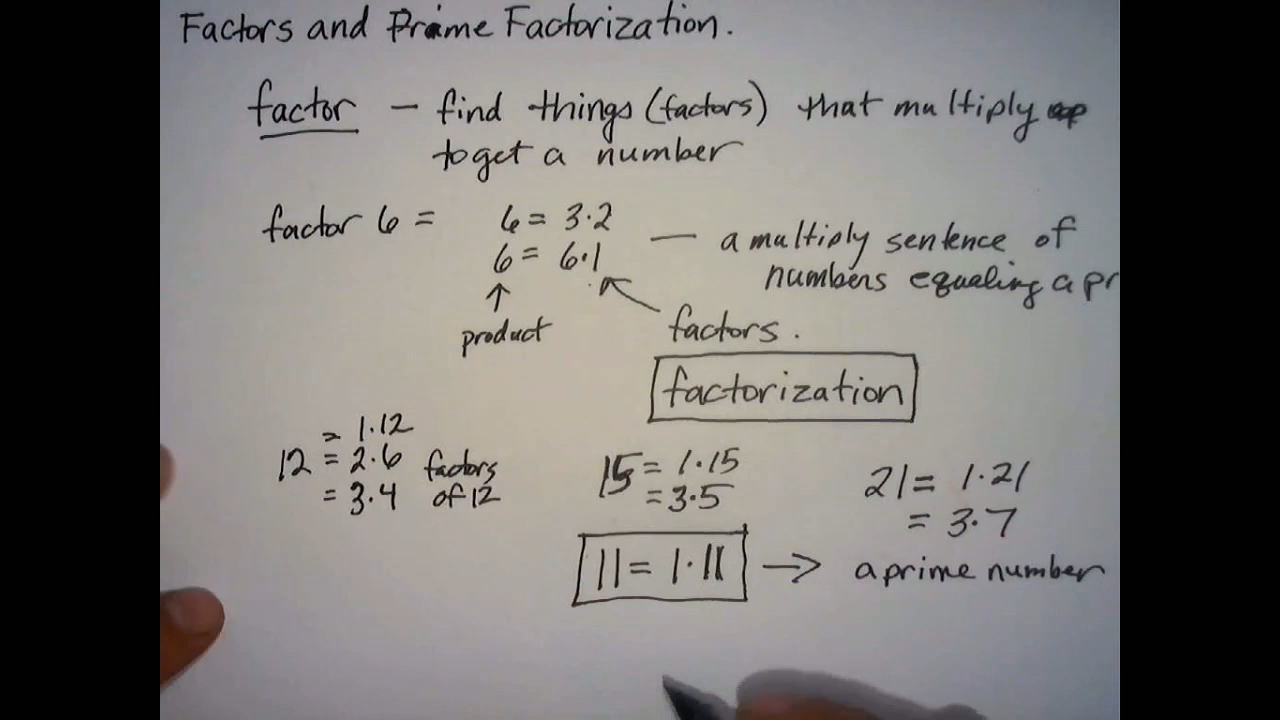 Factors and Prime Factorization.
factor - find things (factors) that multiply
to get a number
factor 6 = 6 = 3·2
6 = 6·1
— a multiply sentence of
numbers equaling a pr
product
factors.
factorization
= 1·12
12 = 2·6 factors
= 3·4 of 12
15 = 1·15
= 3·5
21 = 1·21
= 3·7
11 = 1·11 → a prime number